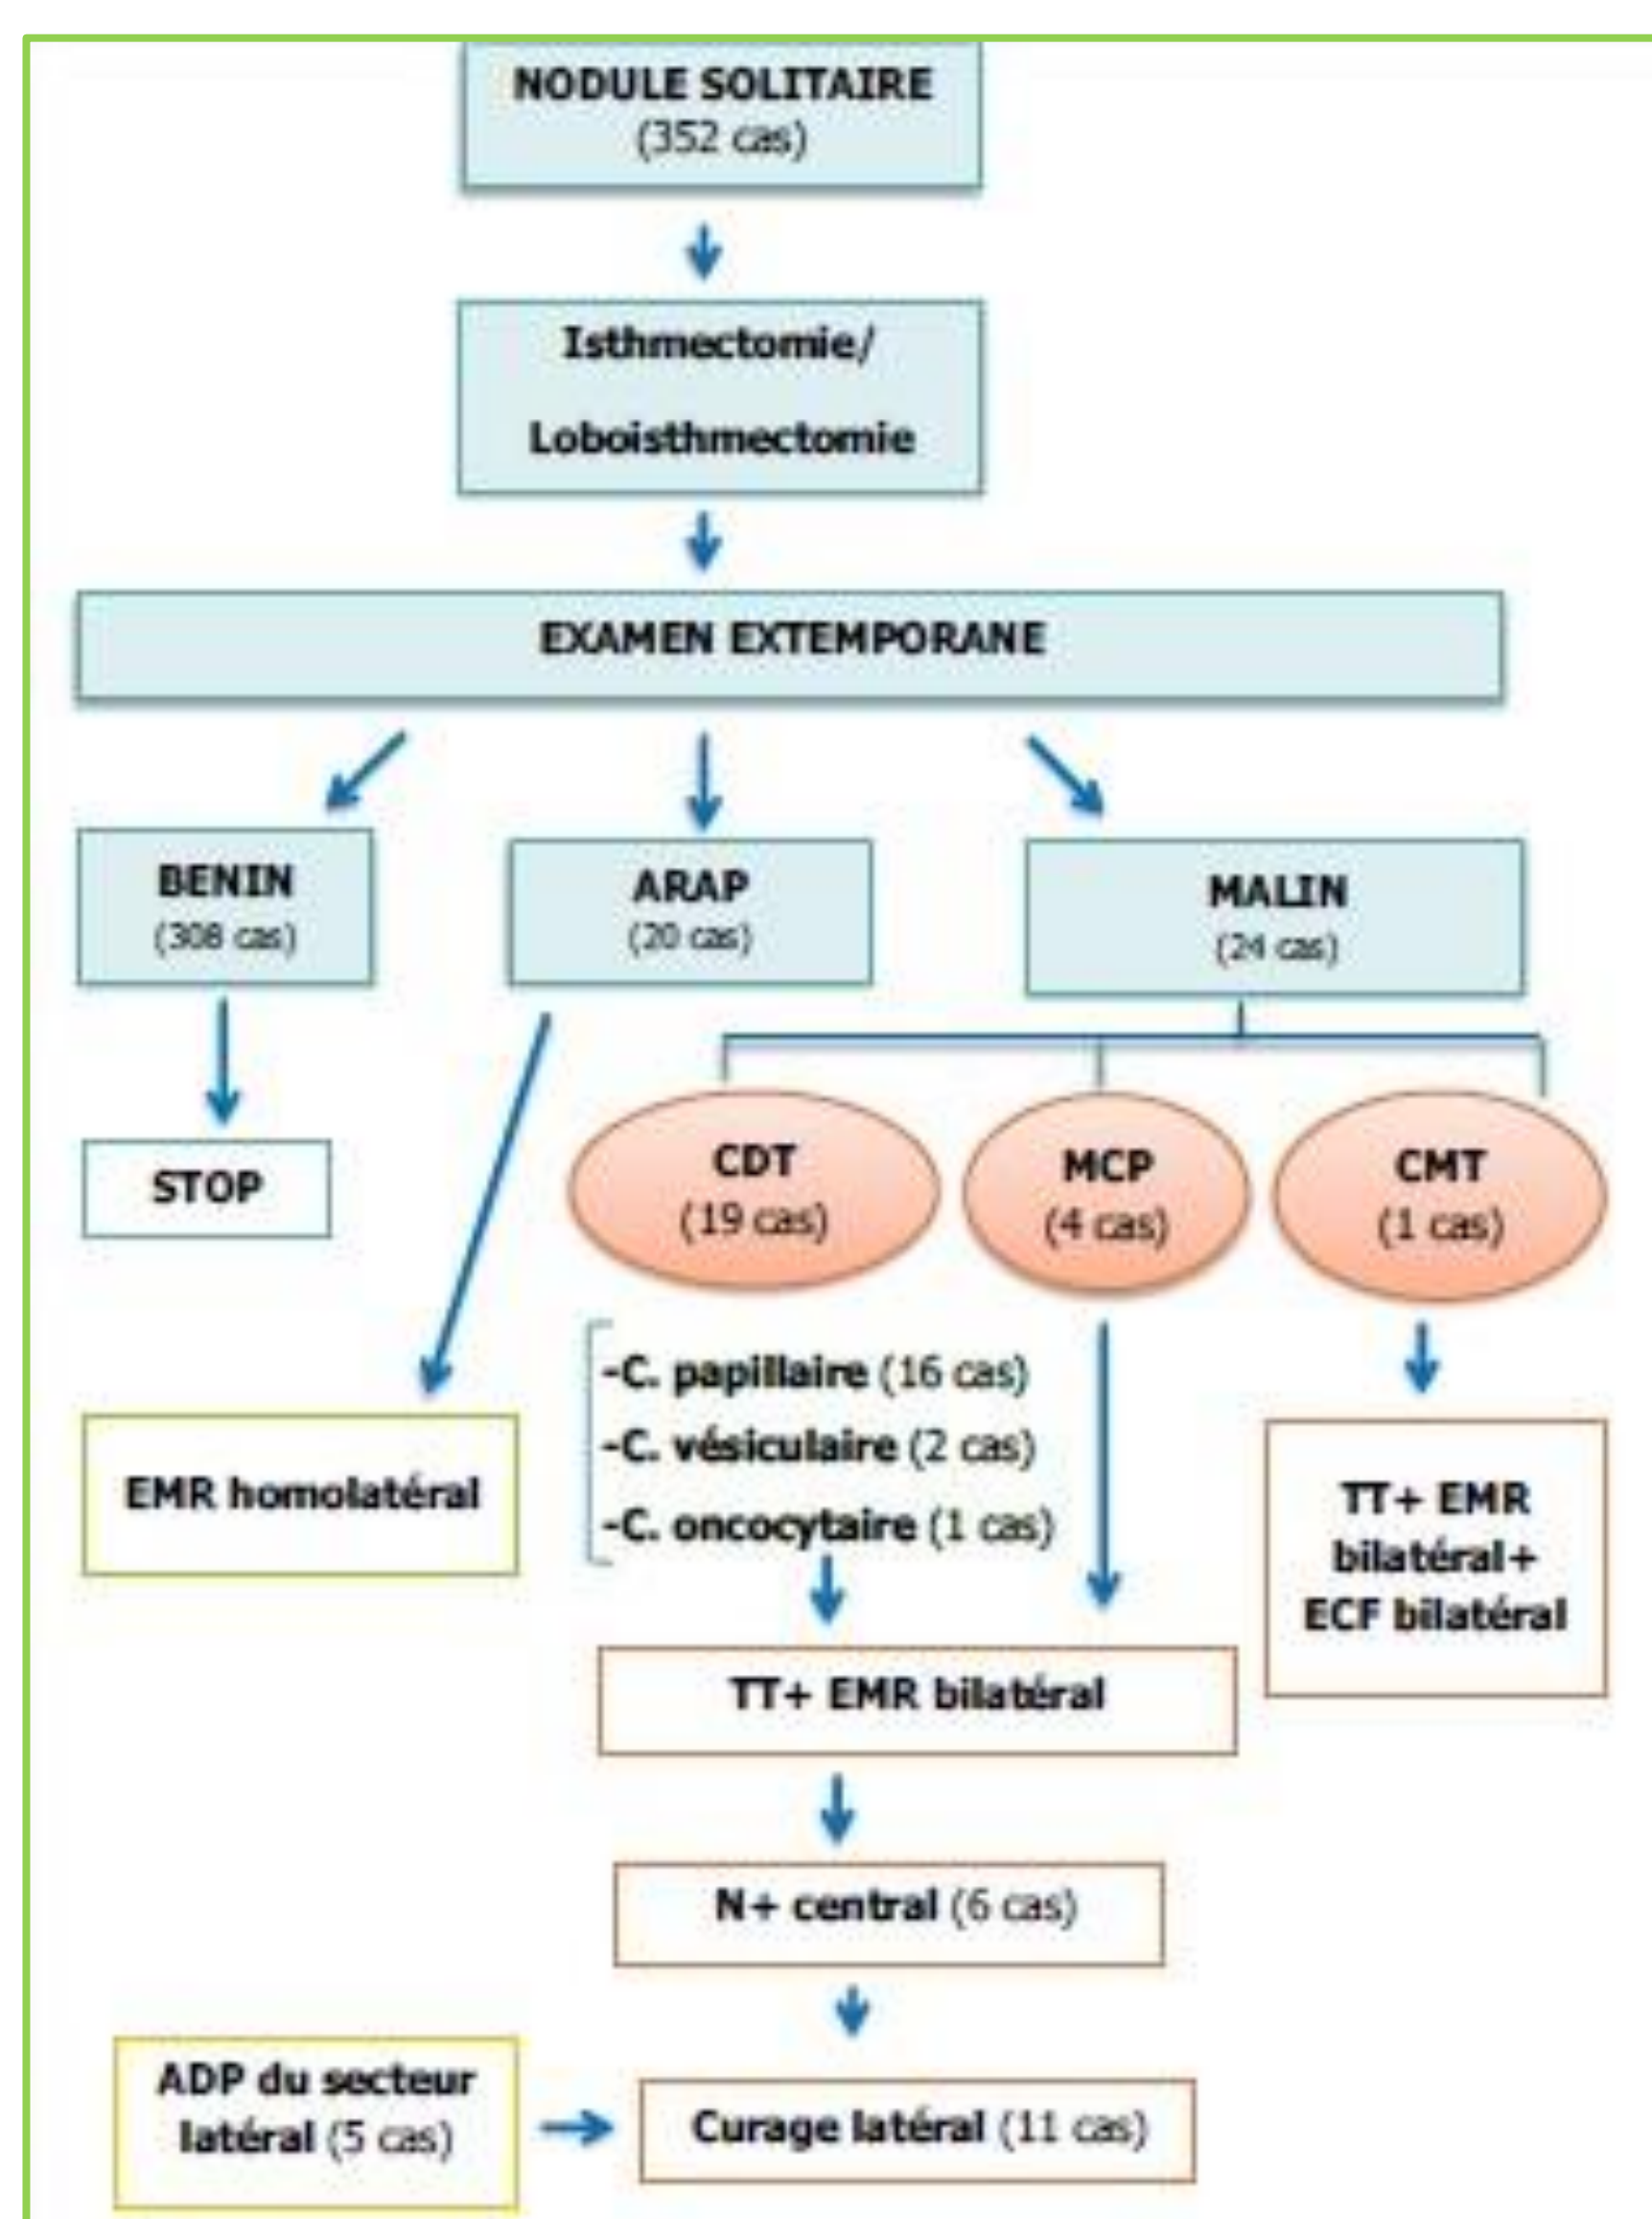 NODULE SOLITAIRE
(352 cas)
Isthmectomie/
Loboisthmectomie
EXAMEN EXTEMPORANE
BENIN
(308 cas)
ARAP
(20 cas)
MALIN
(24 cas)
STOP
CDT
(19 cas)
MCP
(4 cas)
CMT
(1 cas)
EMR homolatéral
-C. papillaire (16 cas)
-C. vésiculaire (2 cas)
-C. oncocytaire (1 cas)
TT+ EMR
bilatéral+
ECF bilatéral
TT+ EMR bilatéral
N+ central (6 cas)
ADP du secteur
latéral (5 cas)
Curage latéral (11 cas)